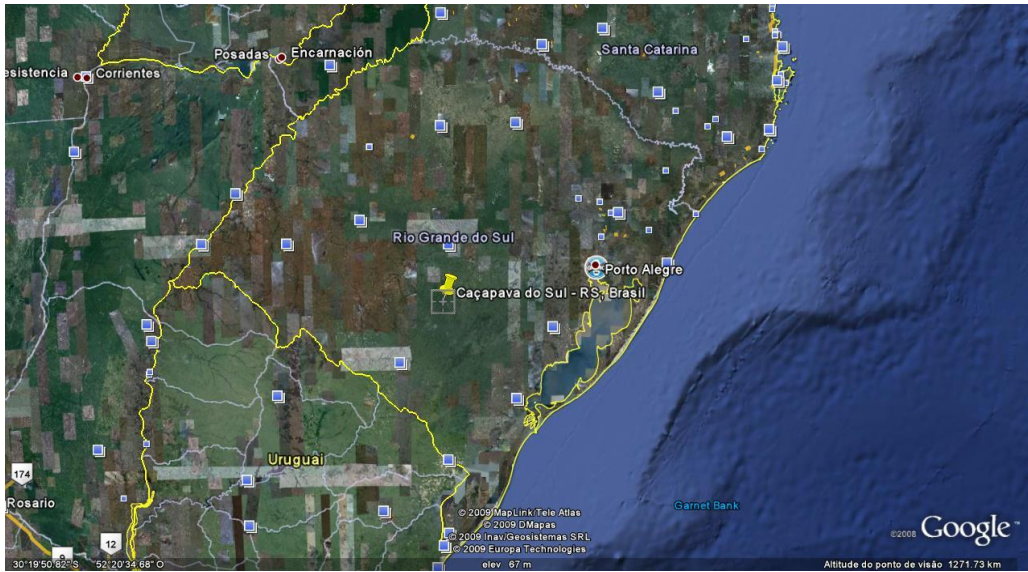 Santa Catarina
Posadas
Encarnación
esistencia
Corrientes
Rio Grande do Sul
Porto Alegre
Caçapava do Sul - RS, Brasil
Uruguai
174
Rosario
12
9
Garnet Bank
© 2009 MapLink/Tele Atlas
© 2009 DMapas
© 2009 Inav/Geosistemas SRL
© 2009 Europa Technologies
©2008 Google™
30°19'50.82"S 52°20'34.68"O
elev 67 m
Altitude do ponto de visão 1271.73 km